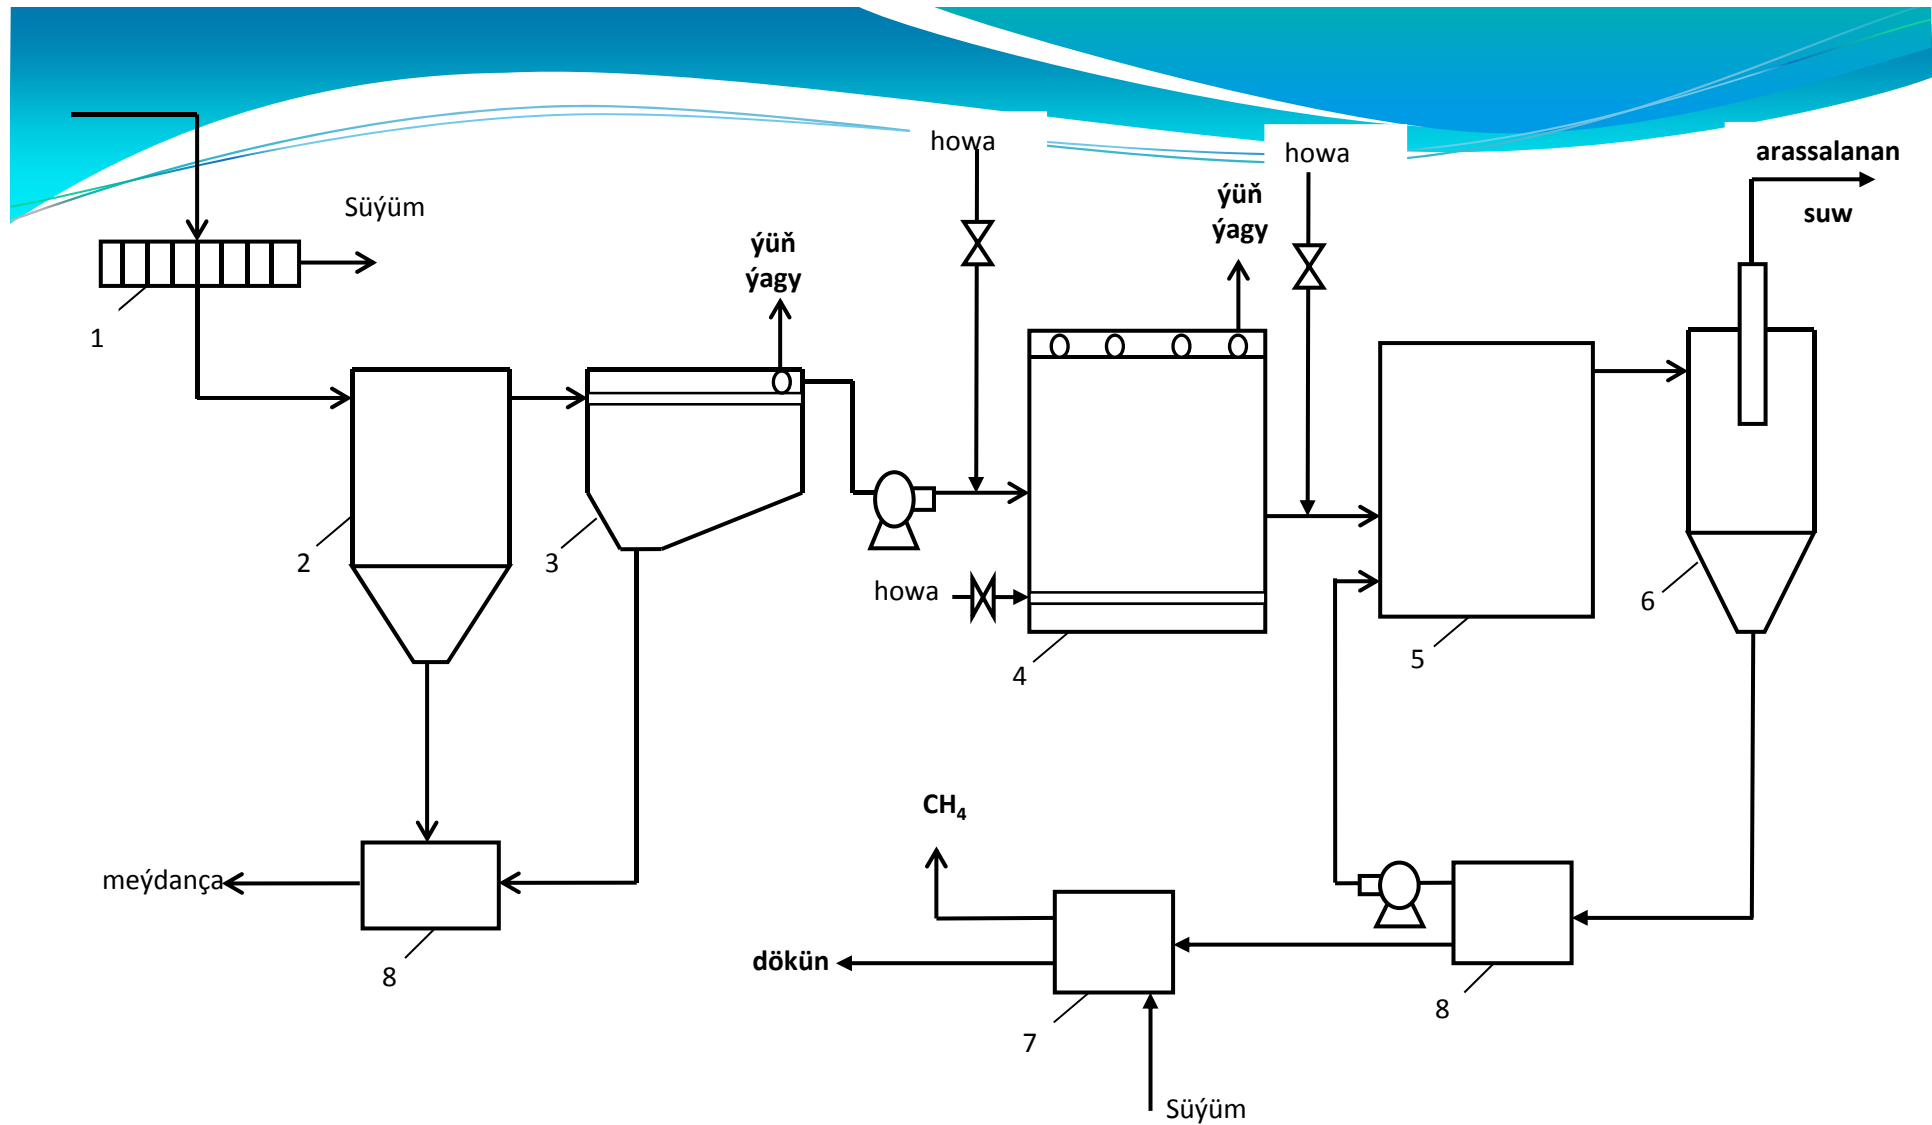 howa
howa
arassalanan
suw
Süýüm
ýüň
ýagy
ýüň
ýagy
1
2
3
howa
4
5
6
CH₄
meýdança
8
dökün
7
8
Süýüm